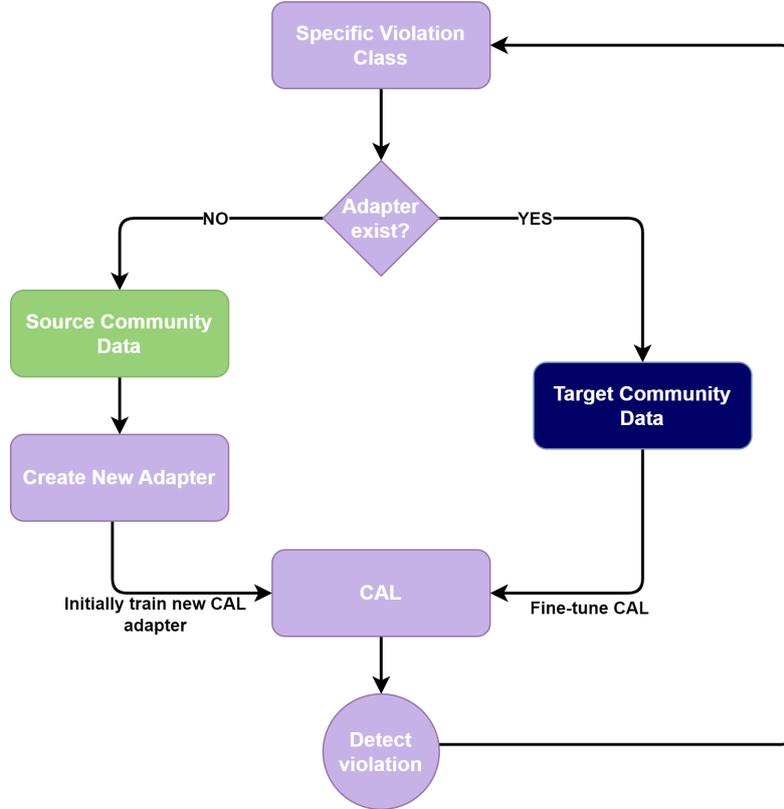 Specific Violation
Class
Adapter
exist?
NO
YES
Source Community
Data
Target Community
Data
Create New Adapter
CAL
Initially train new CAL
adapter
Fine-tune CAL
Detect
violation